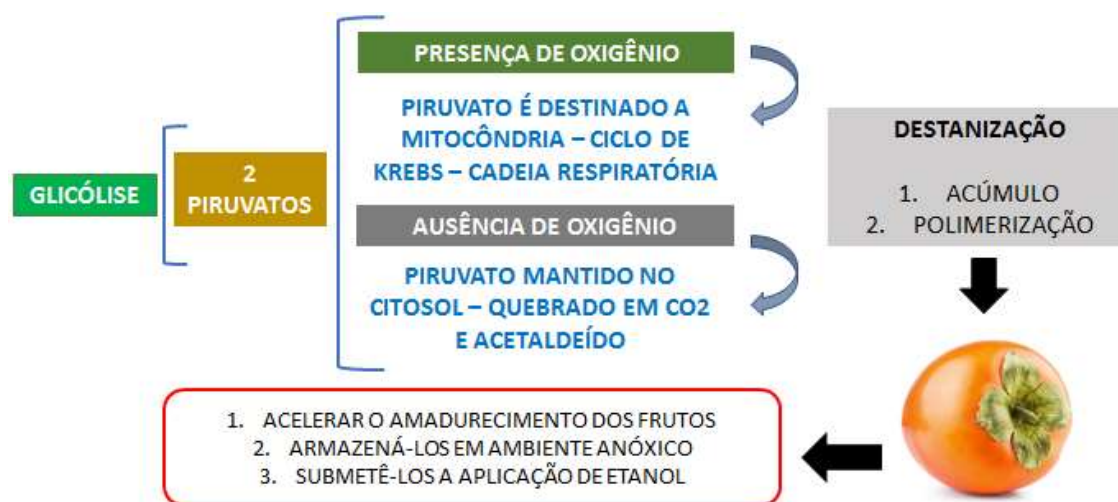 GLICÓLISE
2
PIRUVATOS
PRESENÇA DE OXIGÊNIO
PIRUVATO É DESTINADO A
MITOCÔNDRIA – CICLO DE
KREBS – CADEIA RESPIRATÓRIA
AUSÊNCIA DE OXIGÊNIO
PIRUVATO MANTIDO NO
CITOSOL – QUEBRADO EM CO2
E ACETALDEÍDO
DESTANIZAÇÃO
1. ACÚMULO
2. POLIMERIZAÇÃO
1. ACELERAR O AMADURECIMENTO DOS FRUTOS
2. ARMAZENÁ-LOS EM AMBIENTE ANÓXICO
3. SUBMETÊ-LOS A APLICAÇÃO DE ETANOL